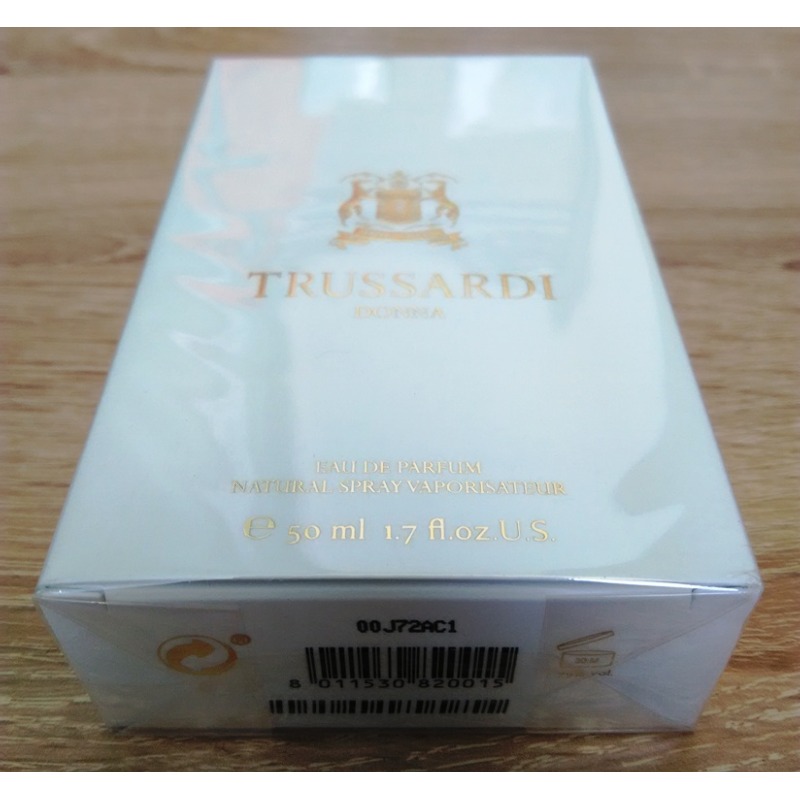 TRUSSARDI
DONNA
EAU DE PARFUM
NATURAL SPRAY VAPORISATEUR
℮ 50 ml 1.7 fl.oz.U.S.
00J72AC1
8 011530 820015